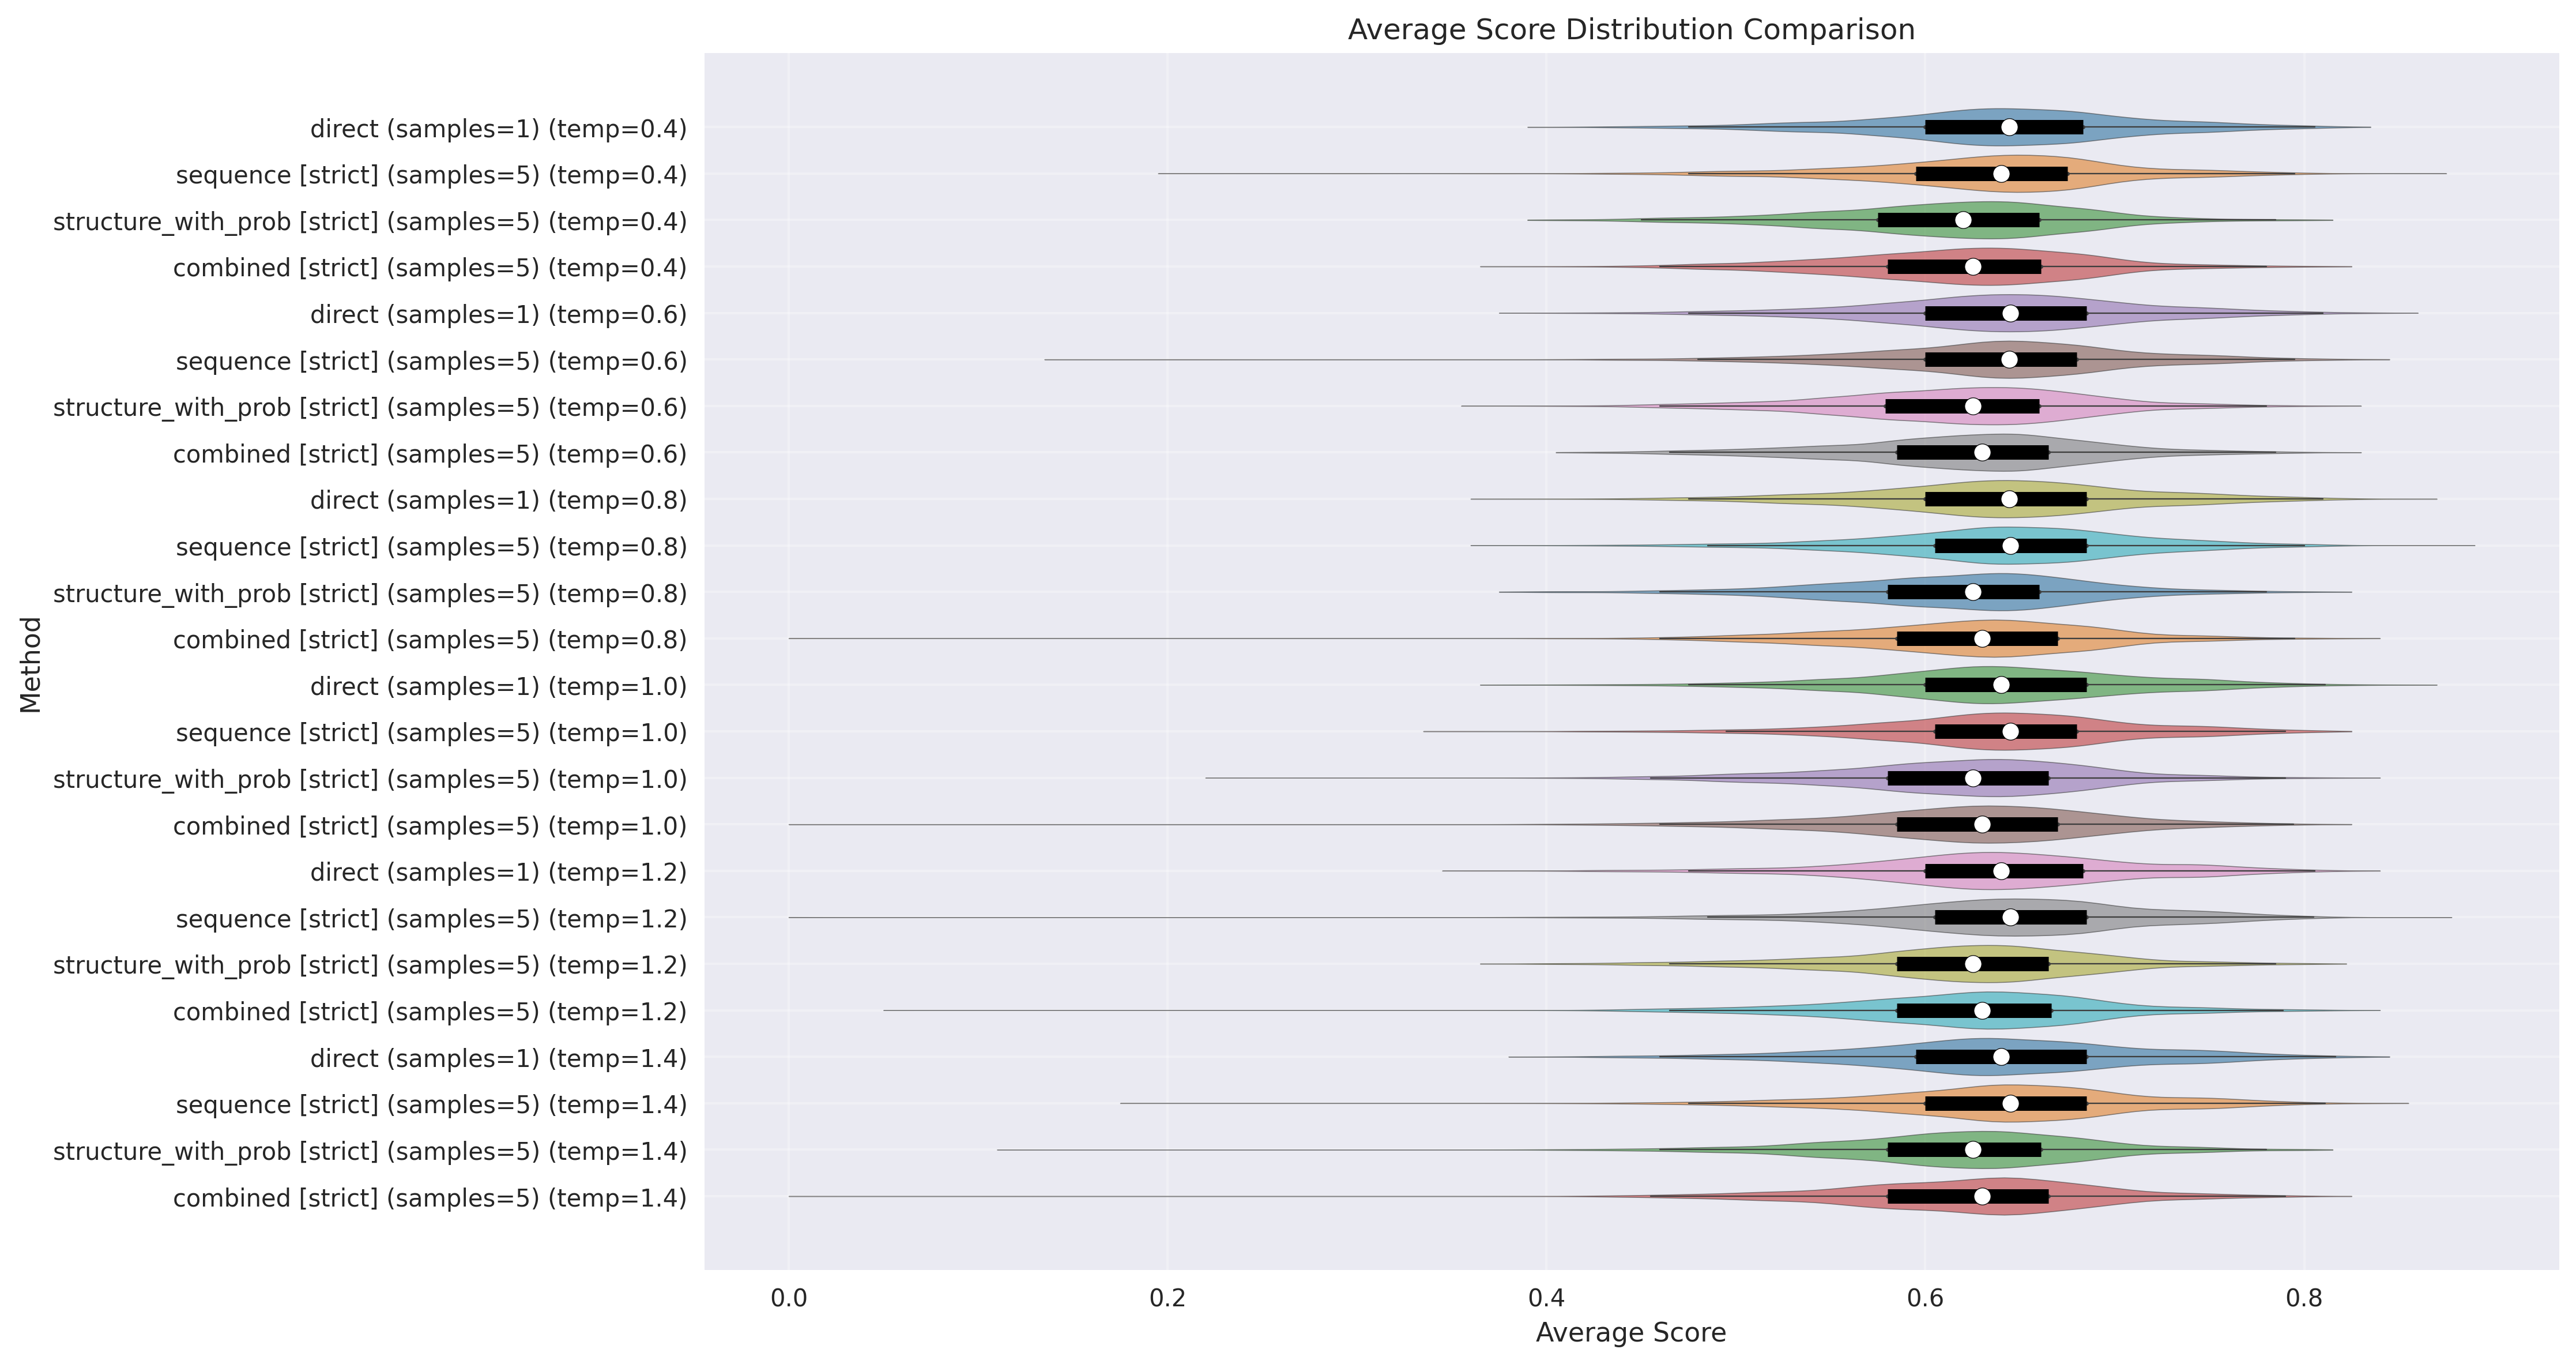 Average Score Distribution Comparison
direct (samples=1) (temp=0.4)
sequence [strict] (samples=5) (temp=0.4)
structure_with_prob [strict] (samples=5) (temp=0.4)
combined [strict] (samples=5) (temp=0.4)
direct (samples=1) (temp=0.6)
sequence [strict] (samples=5) (temp=0.6)
structure_with_prob [strict] (samples=5) (temp=0.6)
combined [strict] (samples=5) (temp=0.6)
direct (samples=1) (temp=0.8)
sequence [strict] (samples=5) (temp=0.8)
structure_with_prob [strict] (samples=5) (temp=0.8)
combined [strict] (samples=5) (temp=0.8)
direct (samples=1) (temp=1.0)
sequence [strict] (samples=5) (temp=1.0)
structure_with_prob [strict] (samples=5) (temp=1.0)
combined [strict] (samples=5) (temp=1.0)
direct (samples=1) (temp=1.2)
sequence [strict] (samples=5) (temp=1.2)
structure_with_prob [strict] (samples=5) (temp=1.2)
combined [strict] (samples=5) (temp=1.2)
direct (samples=1) (temp=1.4)
sequence [strict] (samples=5) (temp=1.4)
structure_with_prob [strict] (samples=5) (temp=1.4)
combined [strict] (samples=5) (temp=1.4)
Method
0.0 0.2 0.4 0.6 0.8
Average Score